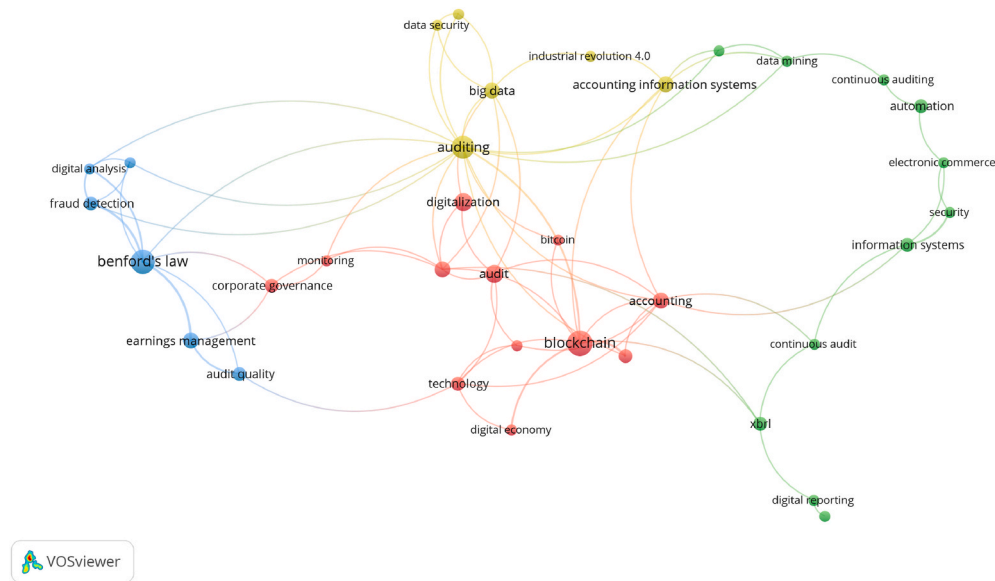 data security
industrial revolution 4.0
data mining
big data
accounting information systems
continuous auditing
automation
auditing
digital analysis
electronic commerce
fraud detection
digitalization
security
bitcoin
information systems
benford's law
monitoring
audit
corporate governance
accounting
earnings management
blockchain
continuous audit
audit quality
technology
xbrl
digital economy
digital reporting
VOSviewer